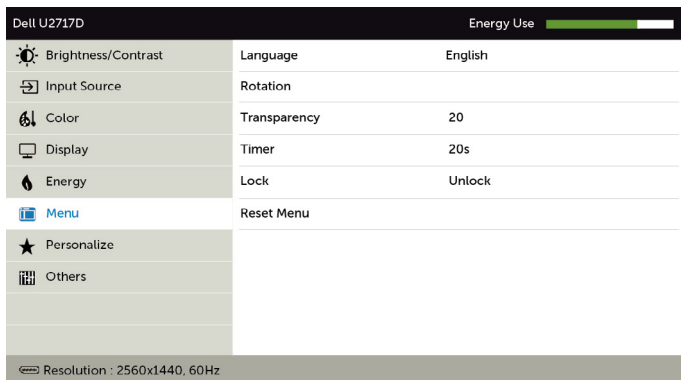 Dell U2717D Energy Use
Brightness/Contrast Language English
Input Source Rotation
Color Transparency 20
Display Timer 20s
Energy Lock Unlock
Menu Reset Menu
Personalize
Others
Resolution : 2560x1440, 60Hz